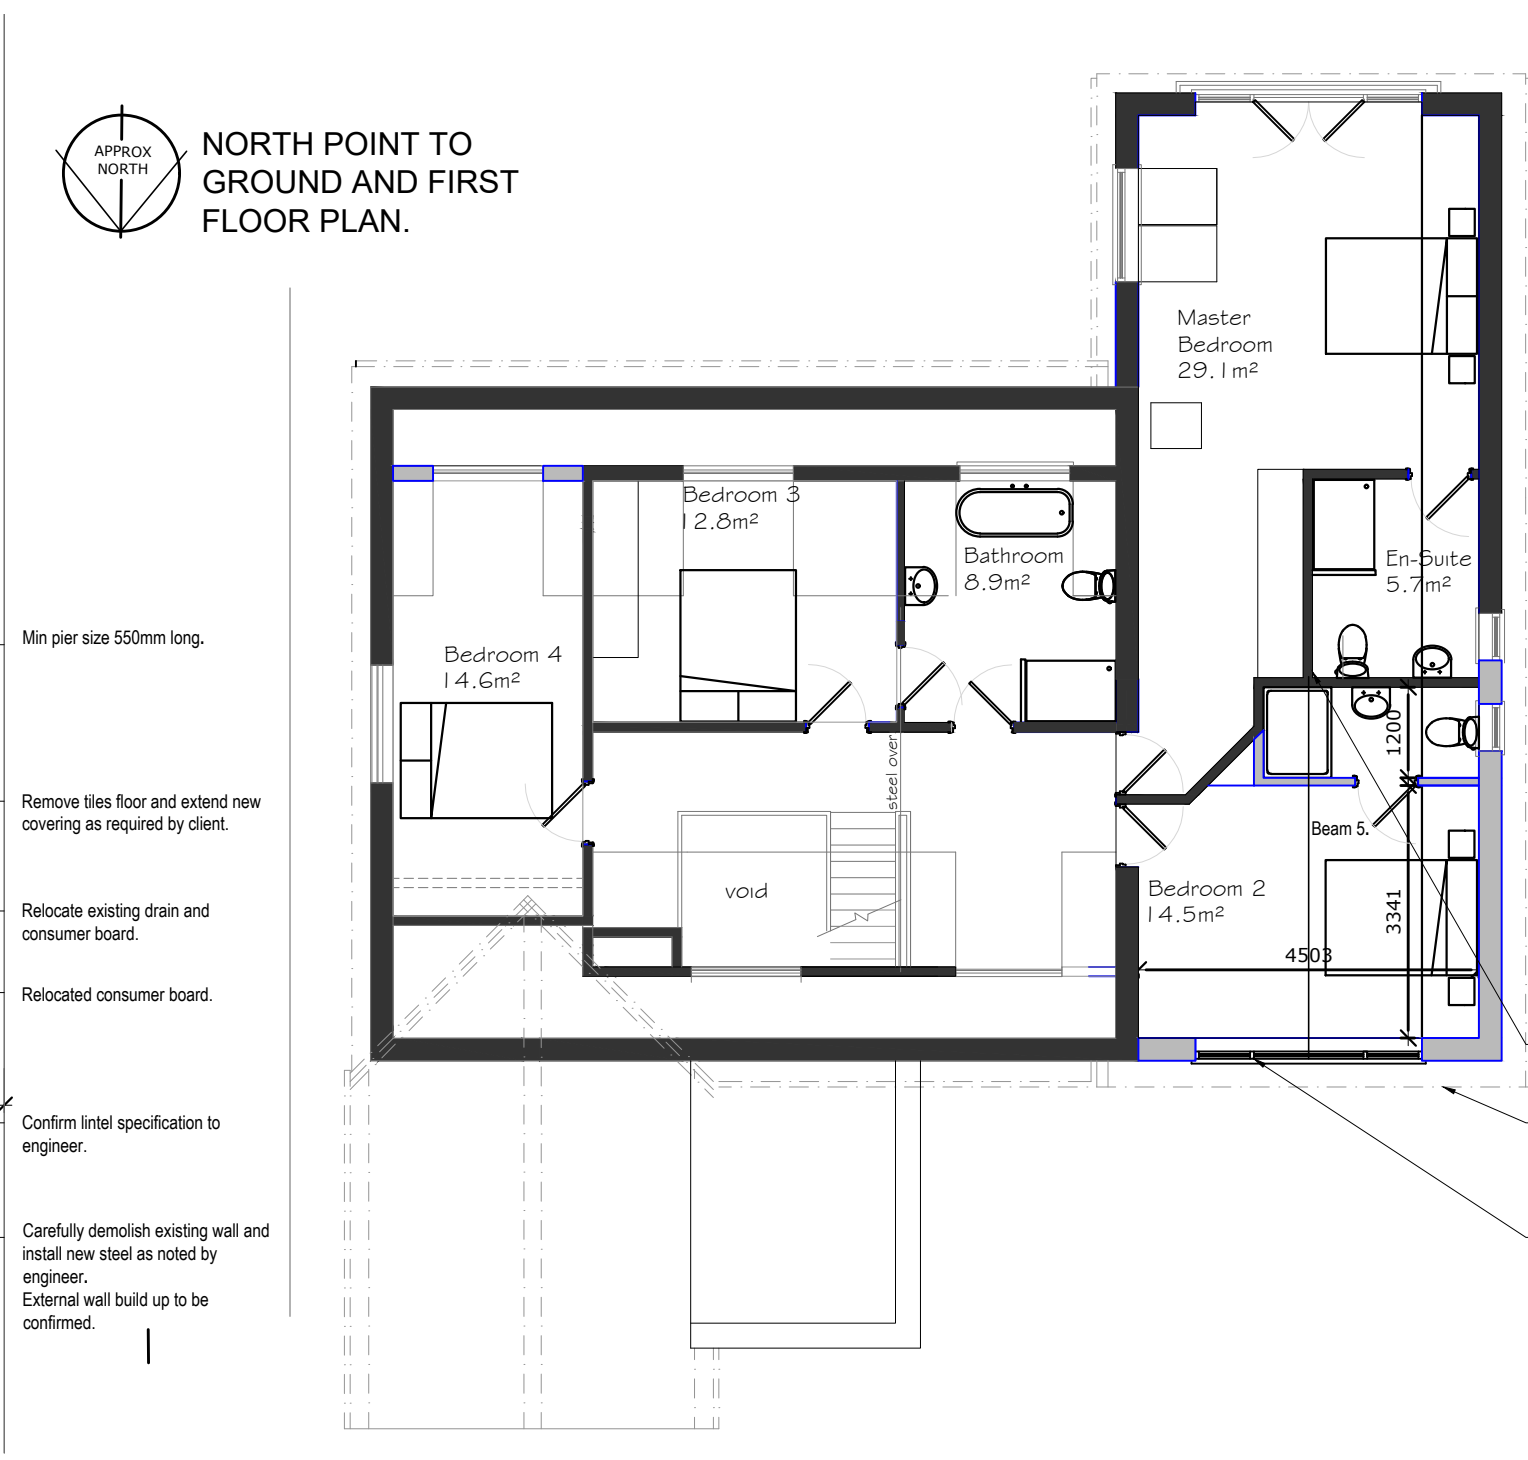 APPROX
NORTH
NORTH POINT TO
GROUND AND FIRST
FLOOR PLAN.
Min pier size 550mm long.
Remove tiles floor and extend new
covering as required by client.
Relocate existing drain and
consumer board.
Relocated consumer board.
Confirm lintel specification to
engineer.
Carefully demolish existing wall and
install new steel as noted by
engineer.
External wall build up to be
confirmed.
Master
Bedroom
29.1m²
Bedroom 3
12.8m²
Bathroom
8.9m²
En-Suite
5.7m²
Bedroom 4
14.6m²
steel over
void
1200
Beam 5.
Bedroom 2
14.5m²
3341
4503